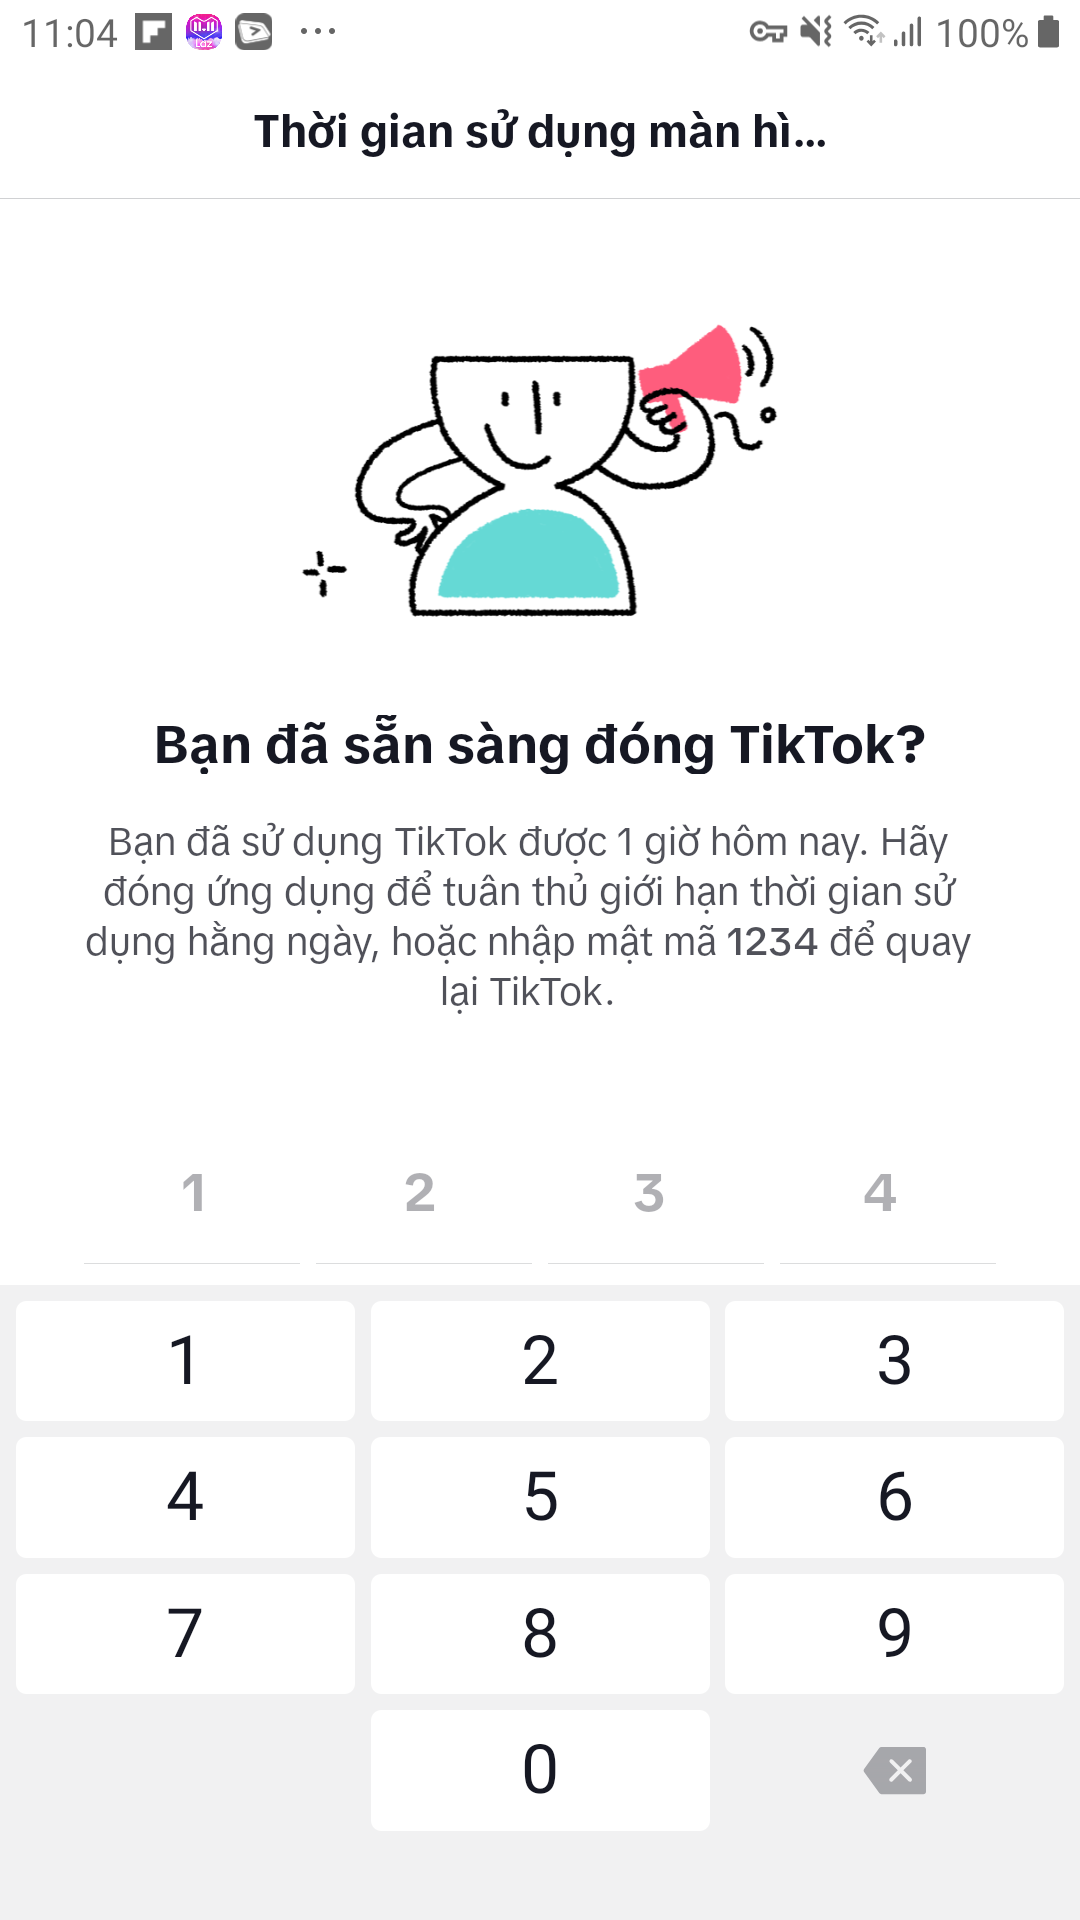 11:04 100%
Thời gian sử dụng màn hì...
Bạn đã sẵn sàng đóng TikTok?
Bạn đã sử dụng TikTok được 1 giờ hôm nay. Hãy
đóng ứng dụng để tuân thủ giới hạn thời gian sử
dụng hằng ngày, hoặc nhập mật mã 1234 để quay
lại TikTok.
1 2 3 4
1 2 3
4 5 6
7 8 9
0